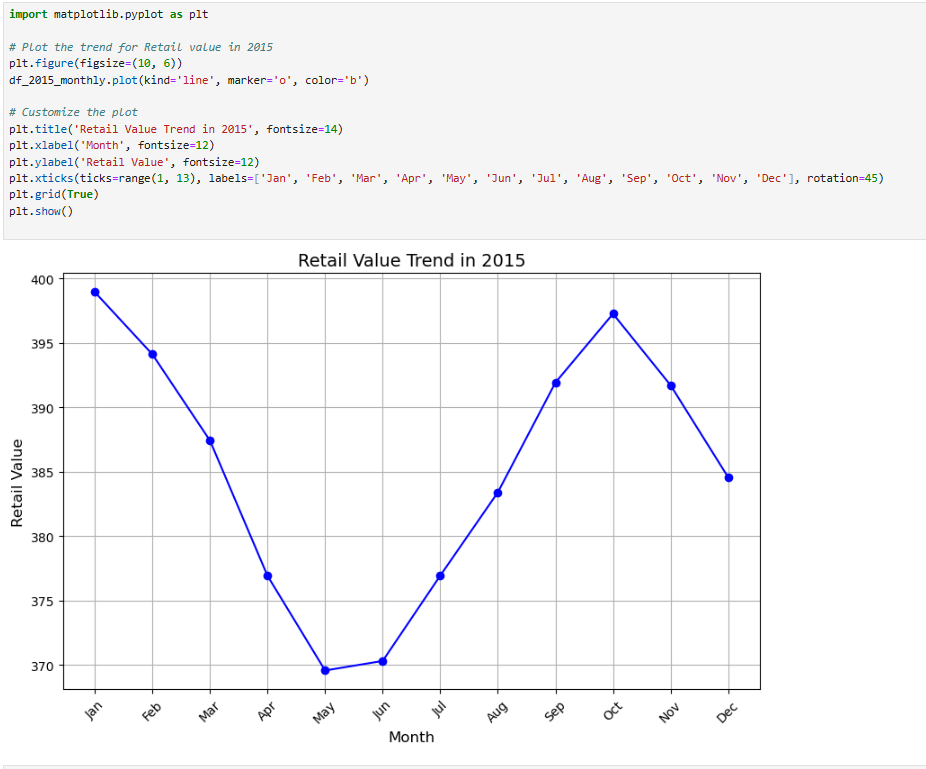 import matplotlib.pyplot as plt
# Plot the trend for Retail value in 2015
plt.figure(figsize=(10, 6))
df_2015_monthly.plot(kind='line', marker='o', color='b')
# Customize the plot
plt.title('Retail Value Trend in 2015', fontsize=14)
plt.xlabel('Month', fontsize=12)
plt.ylabel('Retail Value', fontsize=12)
plt.xticks(ticks=range(1, 13), labels=['Jan', 'Feb', 'Mar', 'Apr', 'May', 'Jun', 'Jul', 'Aug', 'Sep', 'Oct', 'Nov', 'Dec'], rotation=45)
plt.grid(True)
plt.show()
Retail Value Trend in 2015
400
395
390
385
380
375
370
Retail Value
Jan Feb Mar Apr May Jun Jul Aug Sep Oct Nov Dec
Month